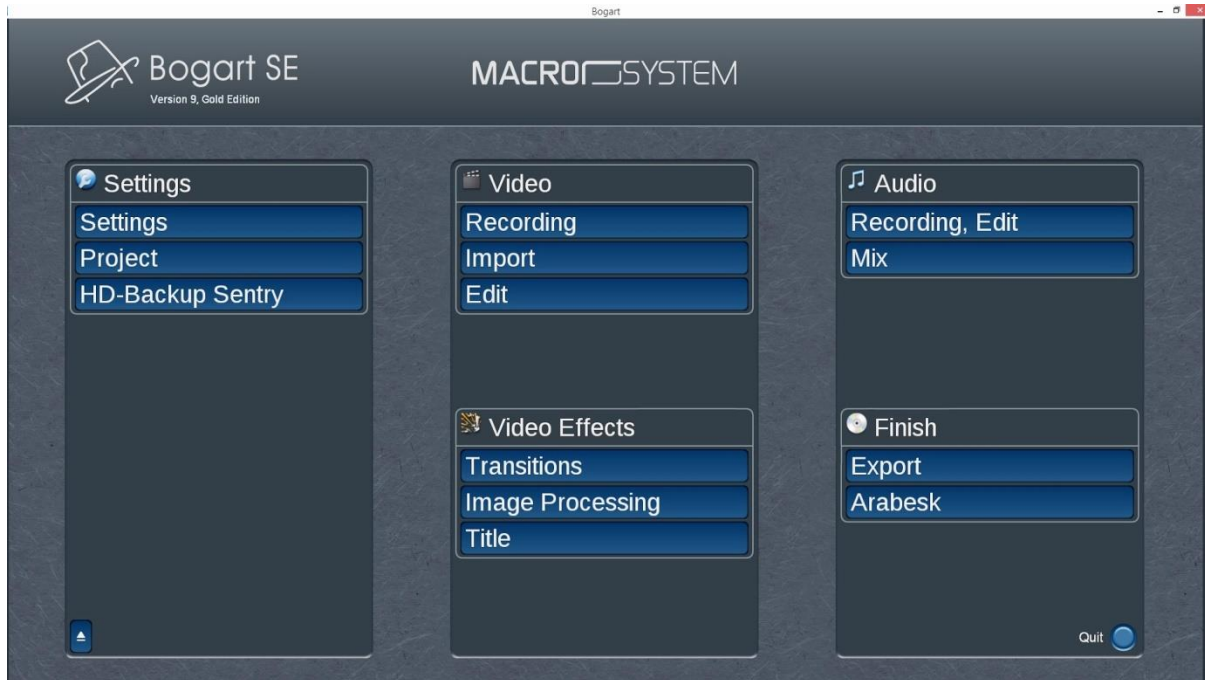 Bogart
Bogart SE
Version 9, Gold Edition
MACROSYSTEM
Settings
Settings
Project
HD-Backup Sentry
Video
Recording
Import
Edit
Audio
Recording, Edit
Mix
Video Effects
Transitions
Image Processing
Title
Finish
Export
Arabesk
Quit